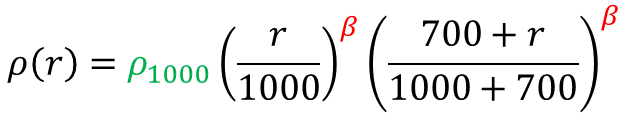 ρ(r) = ρ₁₀₀₀ (r/1000)^β ((700 + r)/(1000 + 700))^β